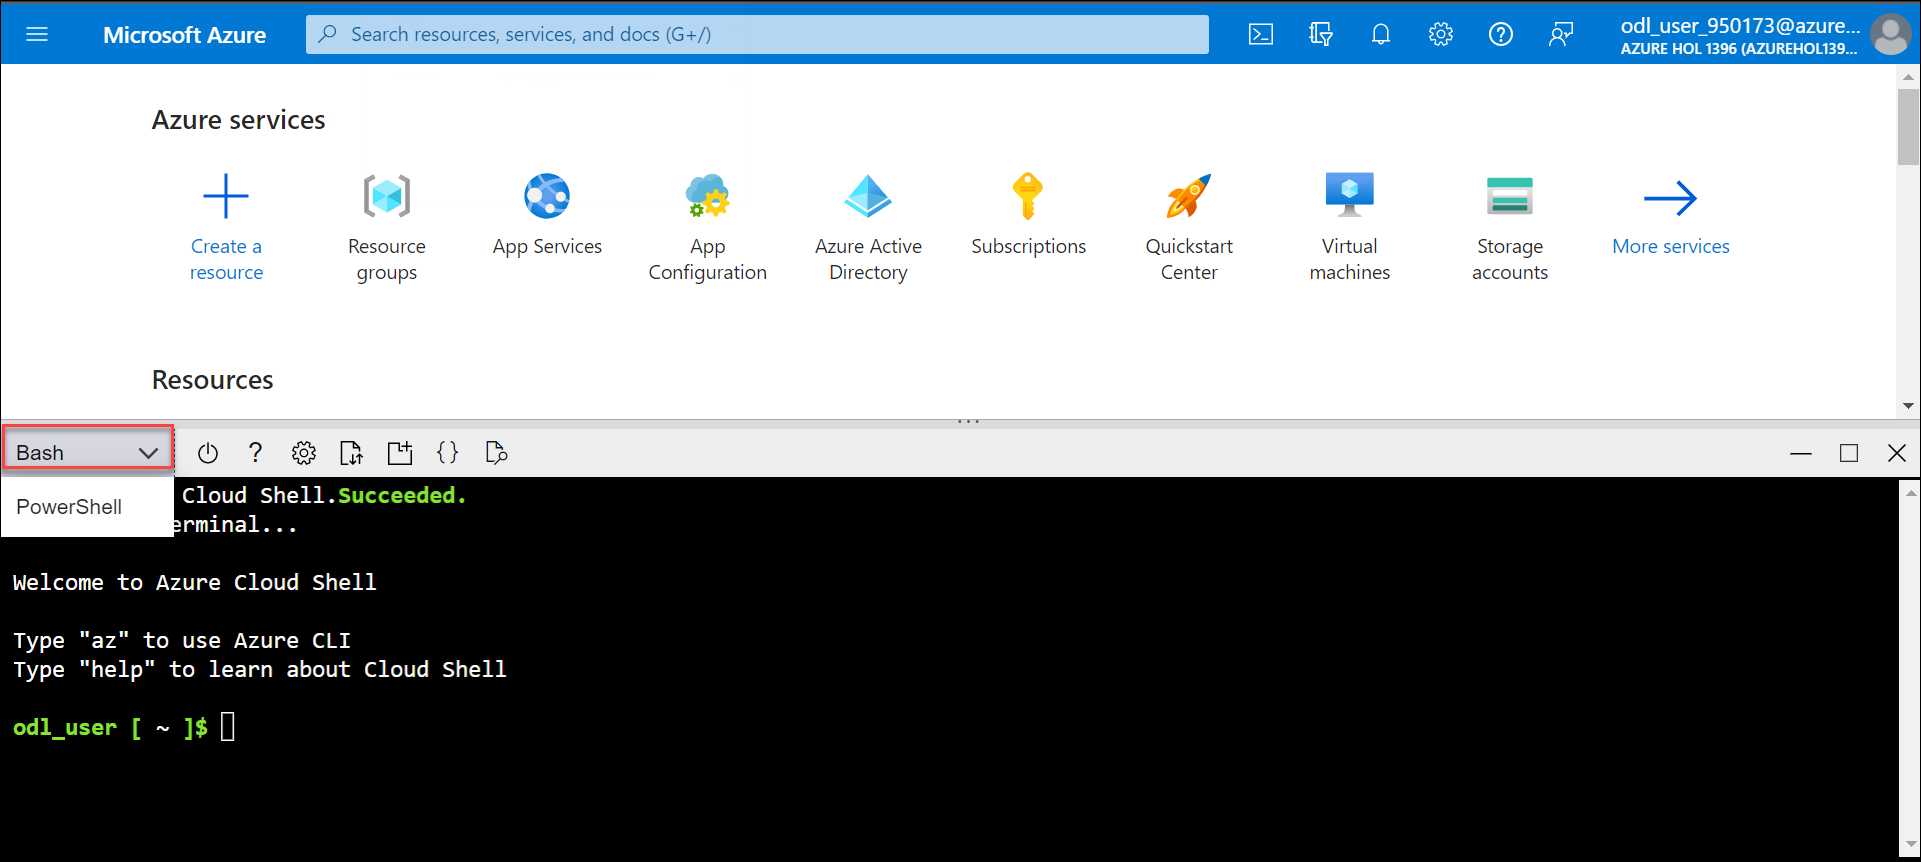 Microsoft Azure
Search resources, services, and docs (G+/)
odl_user_950173@azure...
AZURE HOL 1396 (AZUREHOL139...
Azure services
Create a
resource
Resource
groups
App Services
App
Configuration
Azure Active
Directory
Subscriptions
Quickstart
Center
Virtual
machines
Storage
accounts
More services
Resources
Bash
PowerShell
Cloud Shell.Succeeded.
erminal...
Welcome to Azure Cloud Shell
Type "az" to use Azure CLI
Type "help" to learn about Cloud Shell
odl_user [ ~ ]$